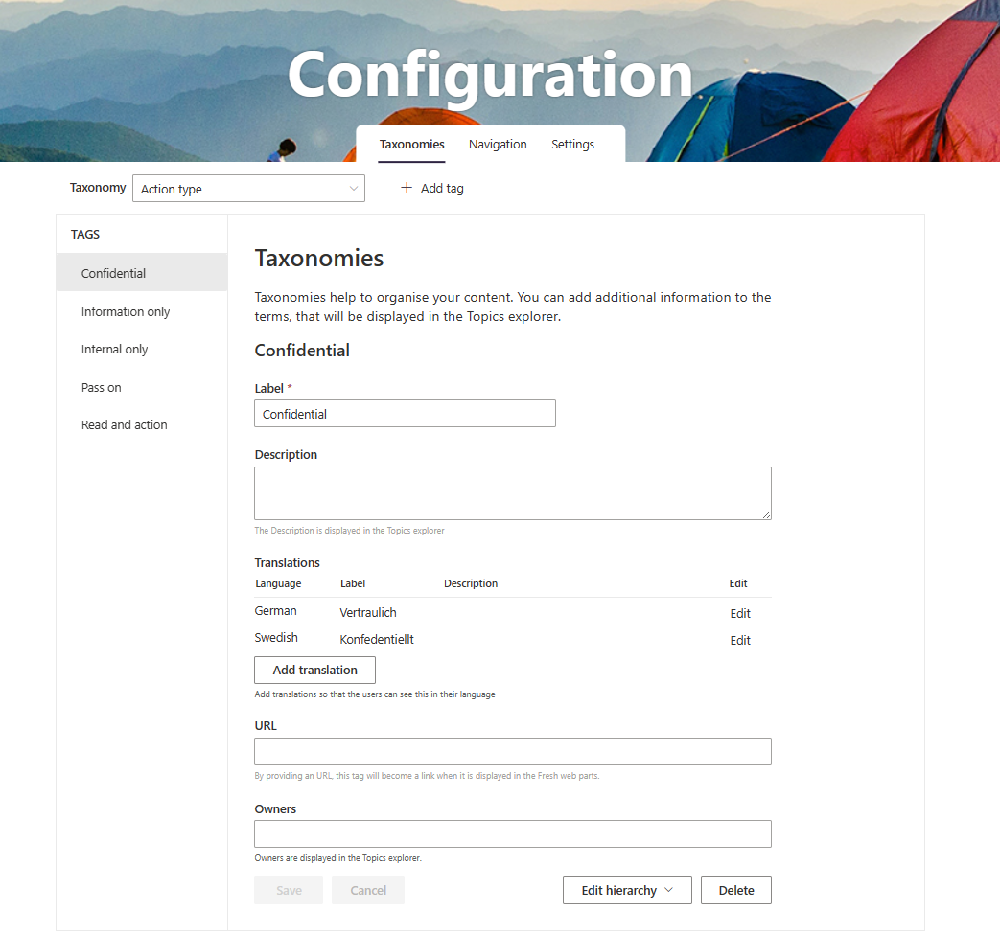 Configuration
Taxonomies Navigation Settings
Taxonomy Action type + Add tag
TAGS
Confidential
Information only
Internal only
Pass on
Read and action
Taxonomies
Taxonomies help to organise your content. You can add additional information to the
terms, that will be displayed in the Topics explorer.
Confidential
Label *
Confidential
Description
The Description is displayed in the Topics explorer
Translations
Language Label Description Edit
German Vertraulich Edit
Swedish Konfedentiellt Edit
Add translation
Add translations so that the users can see this in their language
URL
By providing an URL, this tag will become a link when it is displayed in the Fresh web parts.
Owners
Owners are displayed in the Topics explorer.
Save Cancel Edit hierarchy Delete